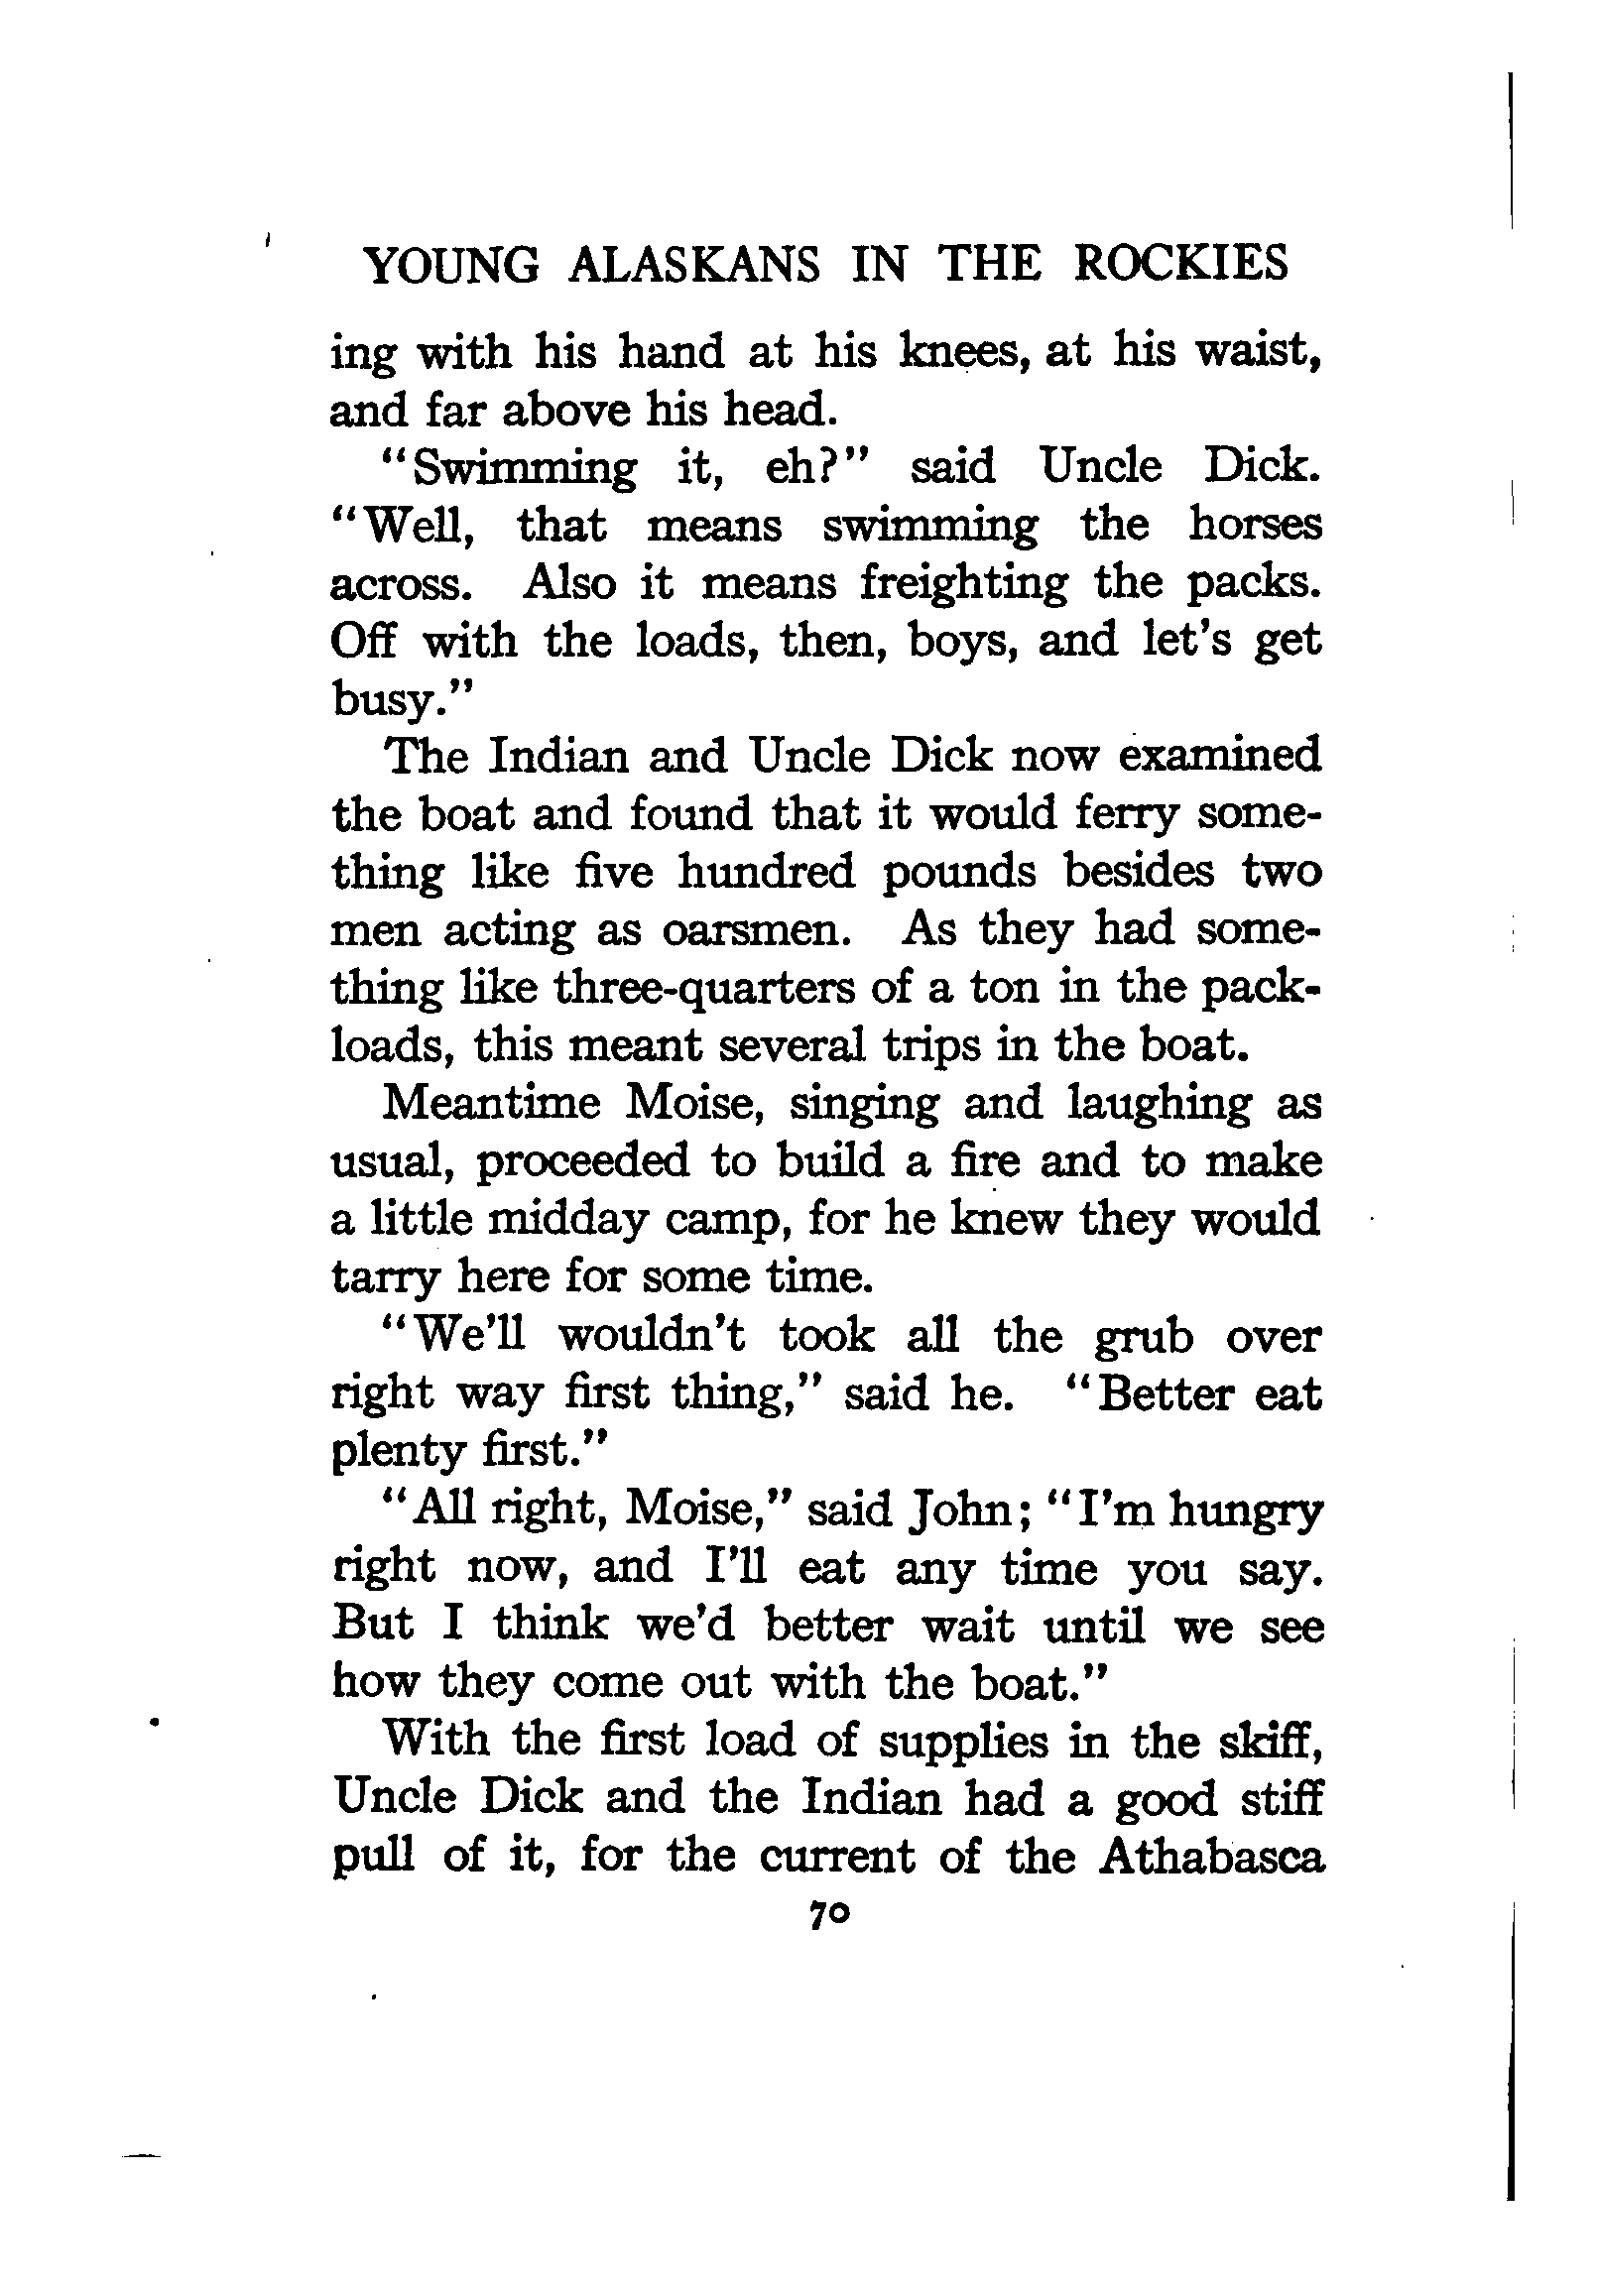 YOUNG ALASKANS IN THE ROCKIES
ing with his hand at his knees, at his waist,
and far above his head.
"Swimming it, eh?" said Uncle Dick.
"Well, that means swimming the horses
across. Also it means freighting the packs.
Off with the loads, then, boys, and let's get
busy."
The Indian and Uncle Dick now examined
the boat and found that it would ferry some-
thing like five hundred pounds besides two
men acting as oarsmen. As they had some-
thing like three-quarters of a ton in the pack-
loads, this meant several trips in the boat.
Meantime Moise, singing and laughing as
usual, proceeded to build a fire and to make
a little midday camp, for he knew they would
tarry here for some time.
"We'll wouldn't took all the grub over
right way first thing," said he. "Better eat
plenty first."
"All right, Moise," said John; "I'm hungry
right now, and I'll eat any time you say.
But I think we'd better wait until we see
how they come out with the boat."
With the first load of supplies in the skiff,
Uncle Dick and the Indian had a good stiff
pull of it, for the current of the Athabasca
70